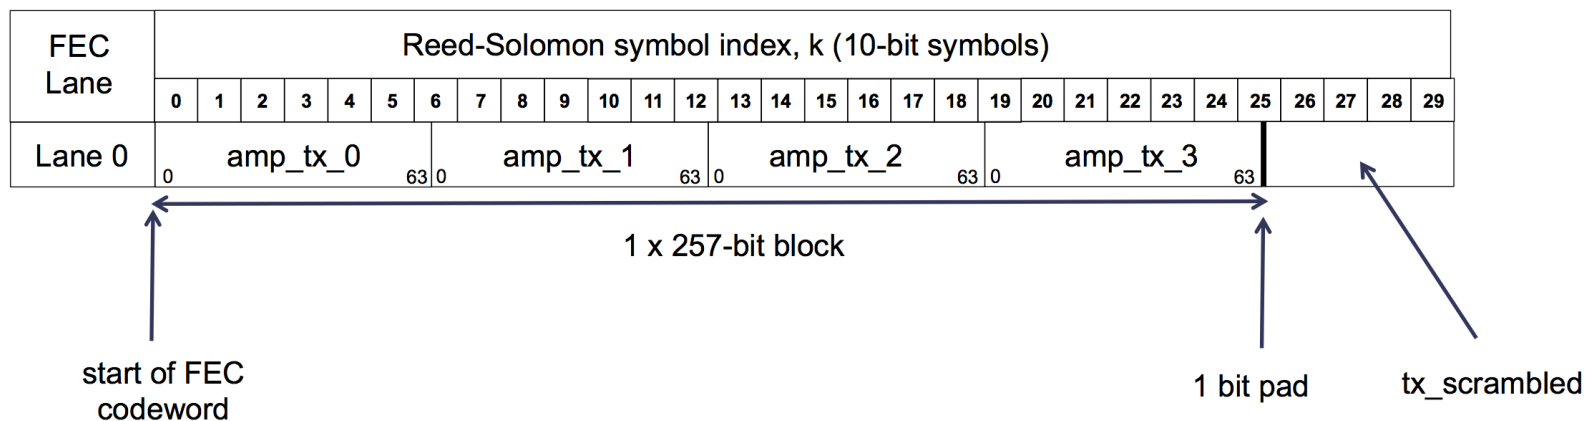 FEC
Lane
Reed-Solomon symbol index, k (10-bit symbols)
0 1 2 3 4 5 6 7 8 9 10 11 12 13 14 15 16 17 18 19 20 21 22 23 24 25 26 27 28 29
Lane 0
amp_tx_0 amp_tx_1 amp_tx_2 amp_tx_3
0 63 0 63 0 63 0 63
1 x 257-bit block
start of FEC
codeword
1 bit pad
tx_scrambled